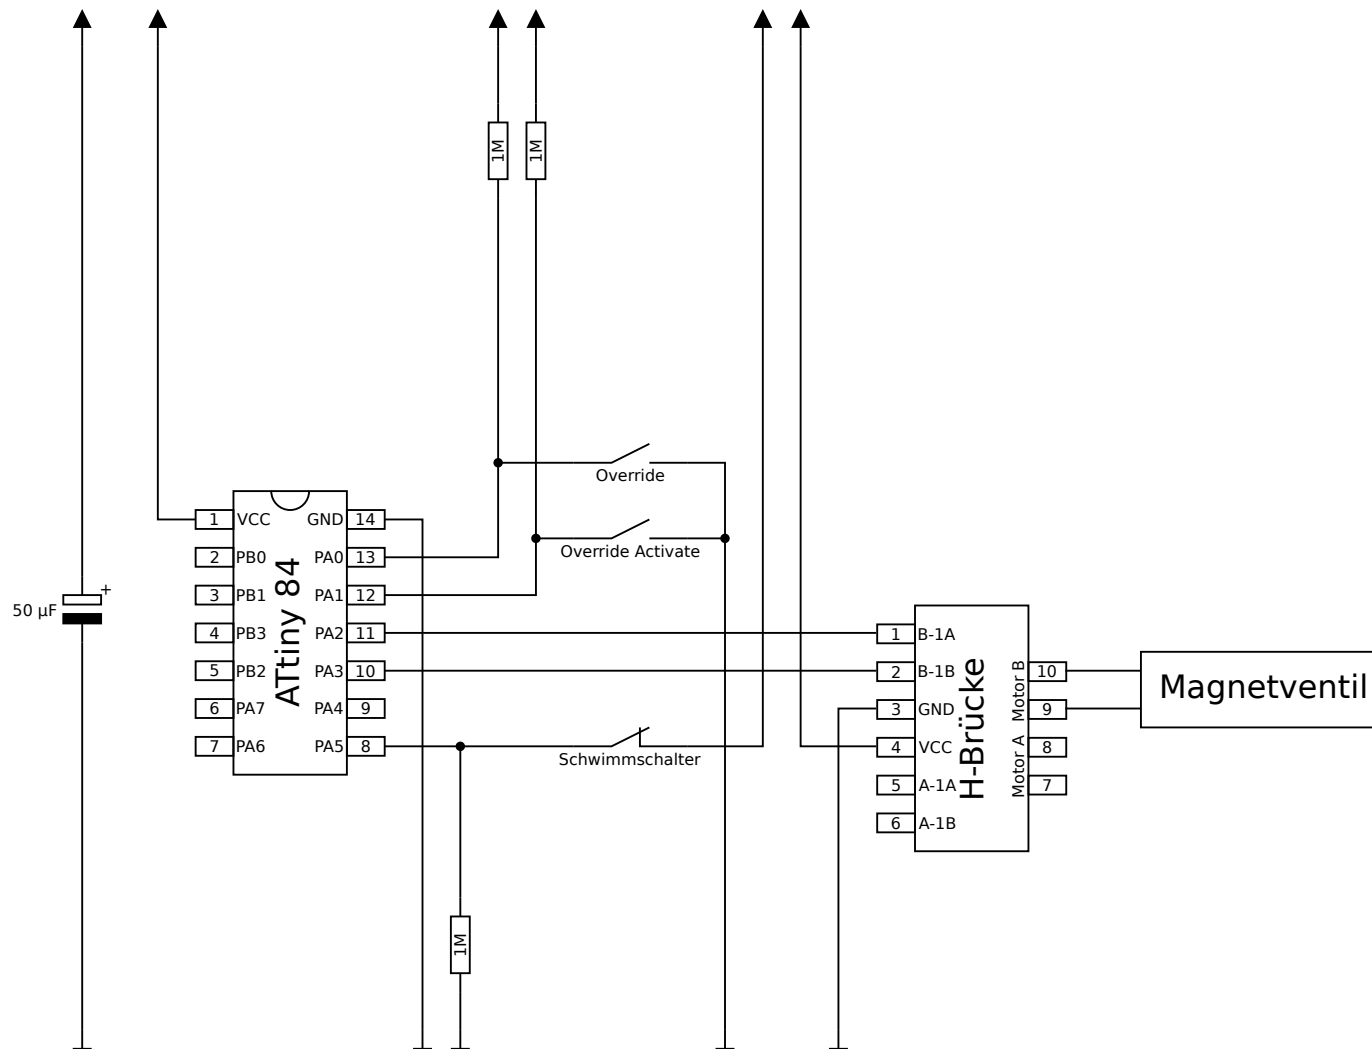 1M
1M
Override
Override Activate
ATtiny 84
1 VCC GND 14
2 PB0 PA0 13
3 PB1 PA1 12
4 PB3 PA2 11
5 PB2 PA3 10
6 PA7 PA4 9
7 PA6 PA5 8
50 µF +
Schwimmschalter
1M
H-Brücke
1 B-1A
2 B-1B
3 GND
4 VCC
5 A-1A
6 A-1B
Motor B
10
9
Motor A
8
7
Magnetventil